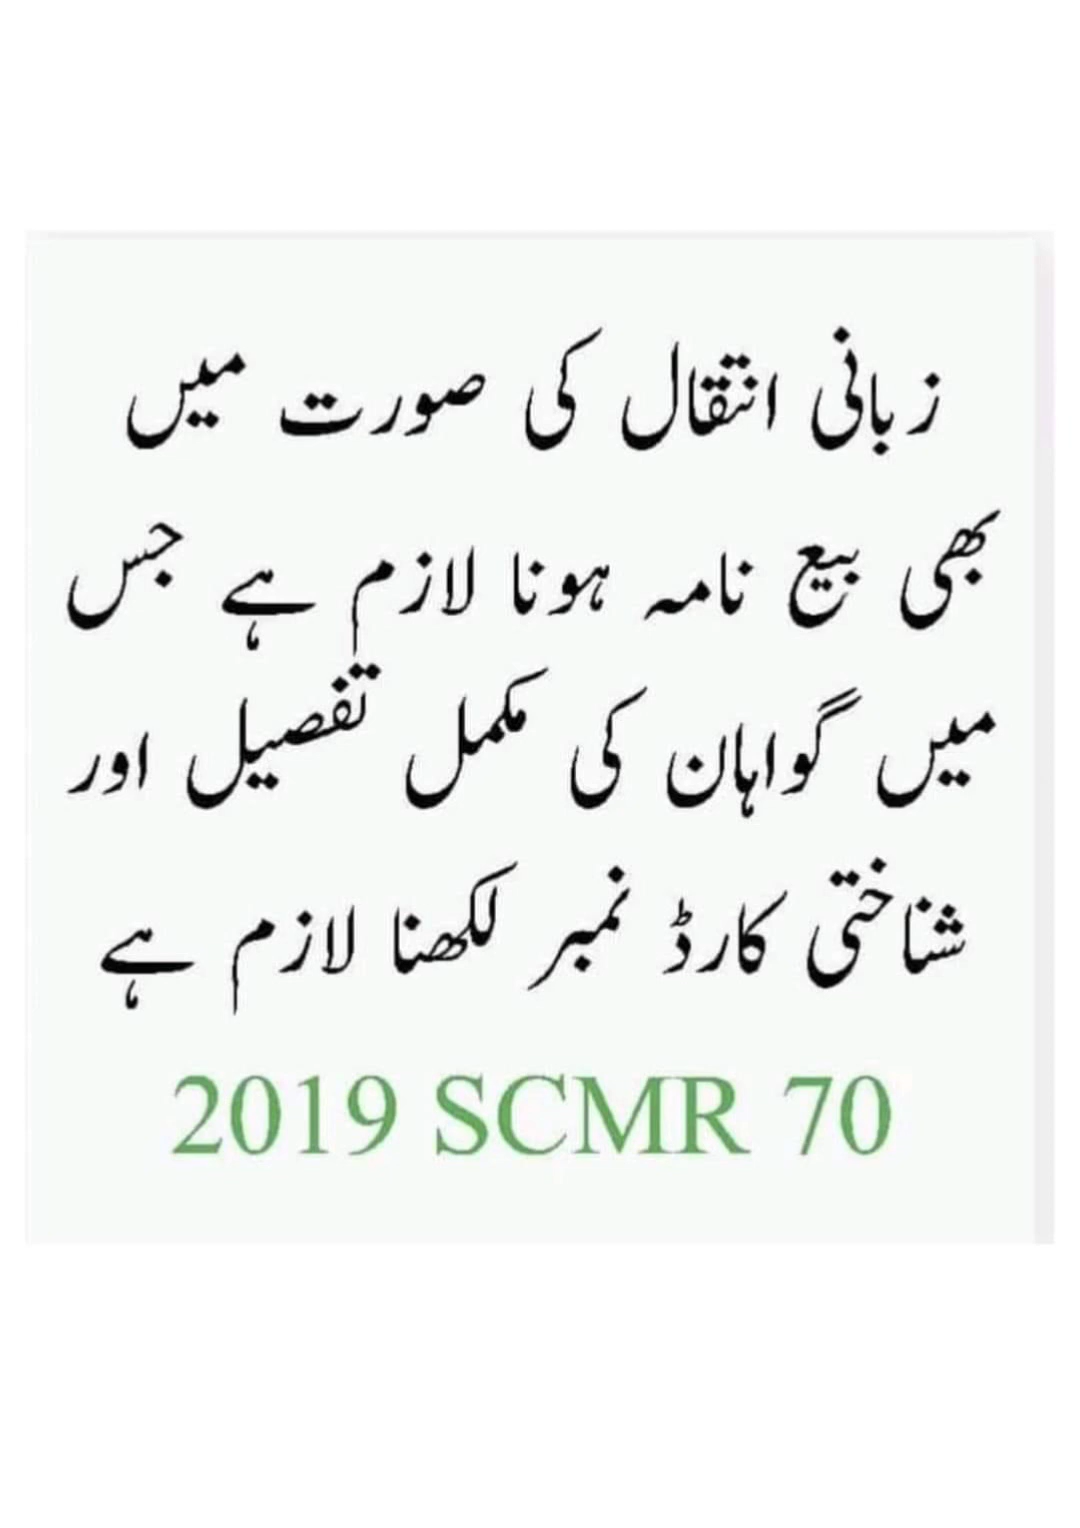 زبانی انتقال کی صورت میں
بھی بیع نامہ ہونا لازم ہے جس
میں گواہان کی مکمل تفصیل اور
شناختی کارڈ نمبر لکھنا لازم ہے
2019 SCMR 70